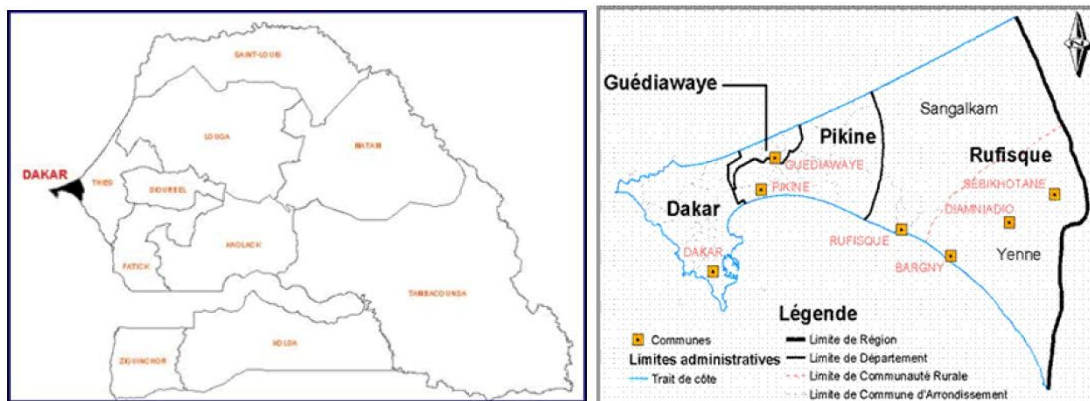 SAINT-LOUIS
LOUGA
MATAM
DAKAR
THIES
DIOURBEL
KAOLACK
FATICK
TAMBACOUNDA
KOLDA
ZIGUINCHOR
N
Guédiawaye
Sangalkam
Pikine
GUEDIAWAYE
Rufisque
PIKINE
SÉBIKHOTANE
Dakar
DIAMNIADIO
RUFISQUE
DAKAR
BARGNY
Yenne
Légende
Communes
Limites administratives
Trait de côte
Limite de Région
Limite de Département
Limite de Communauté Rurale
Limite de Commune d'Arrondissement